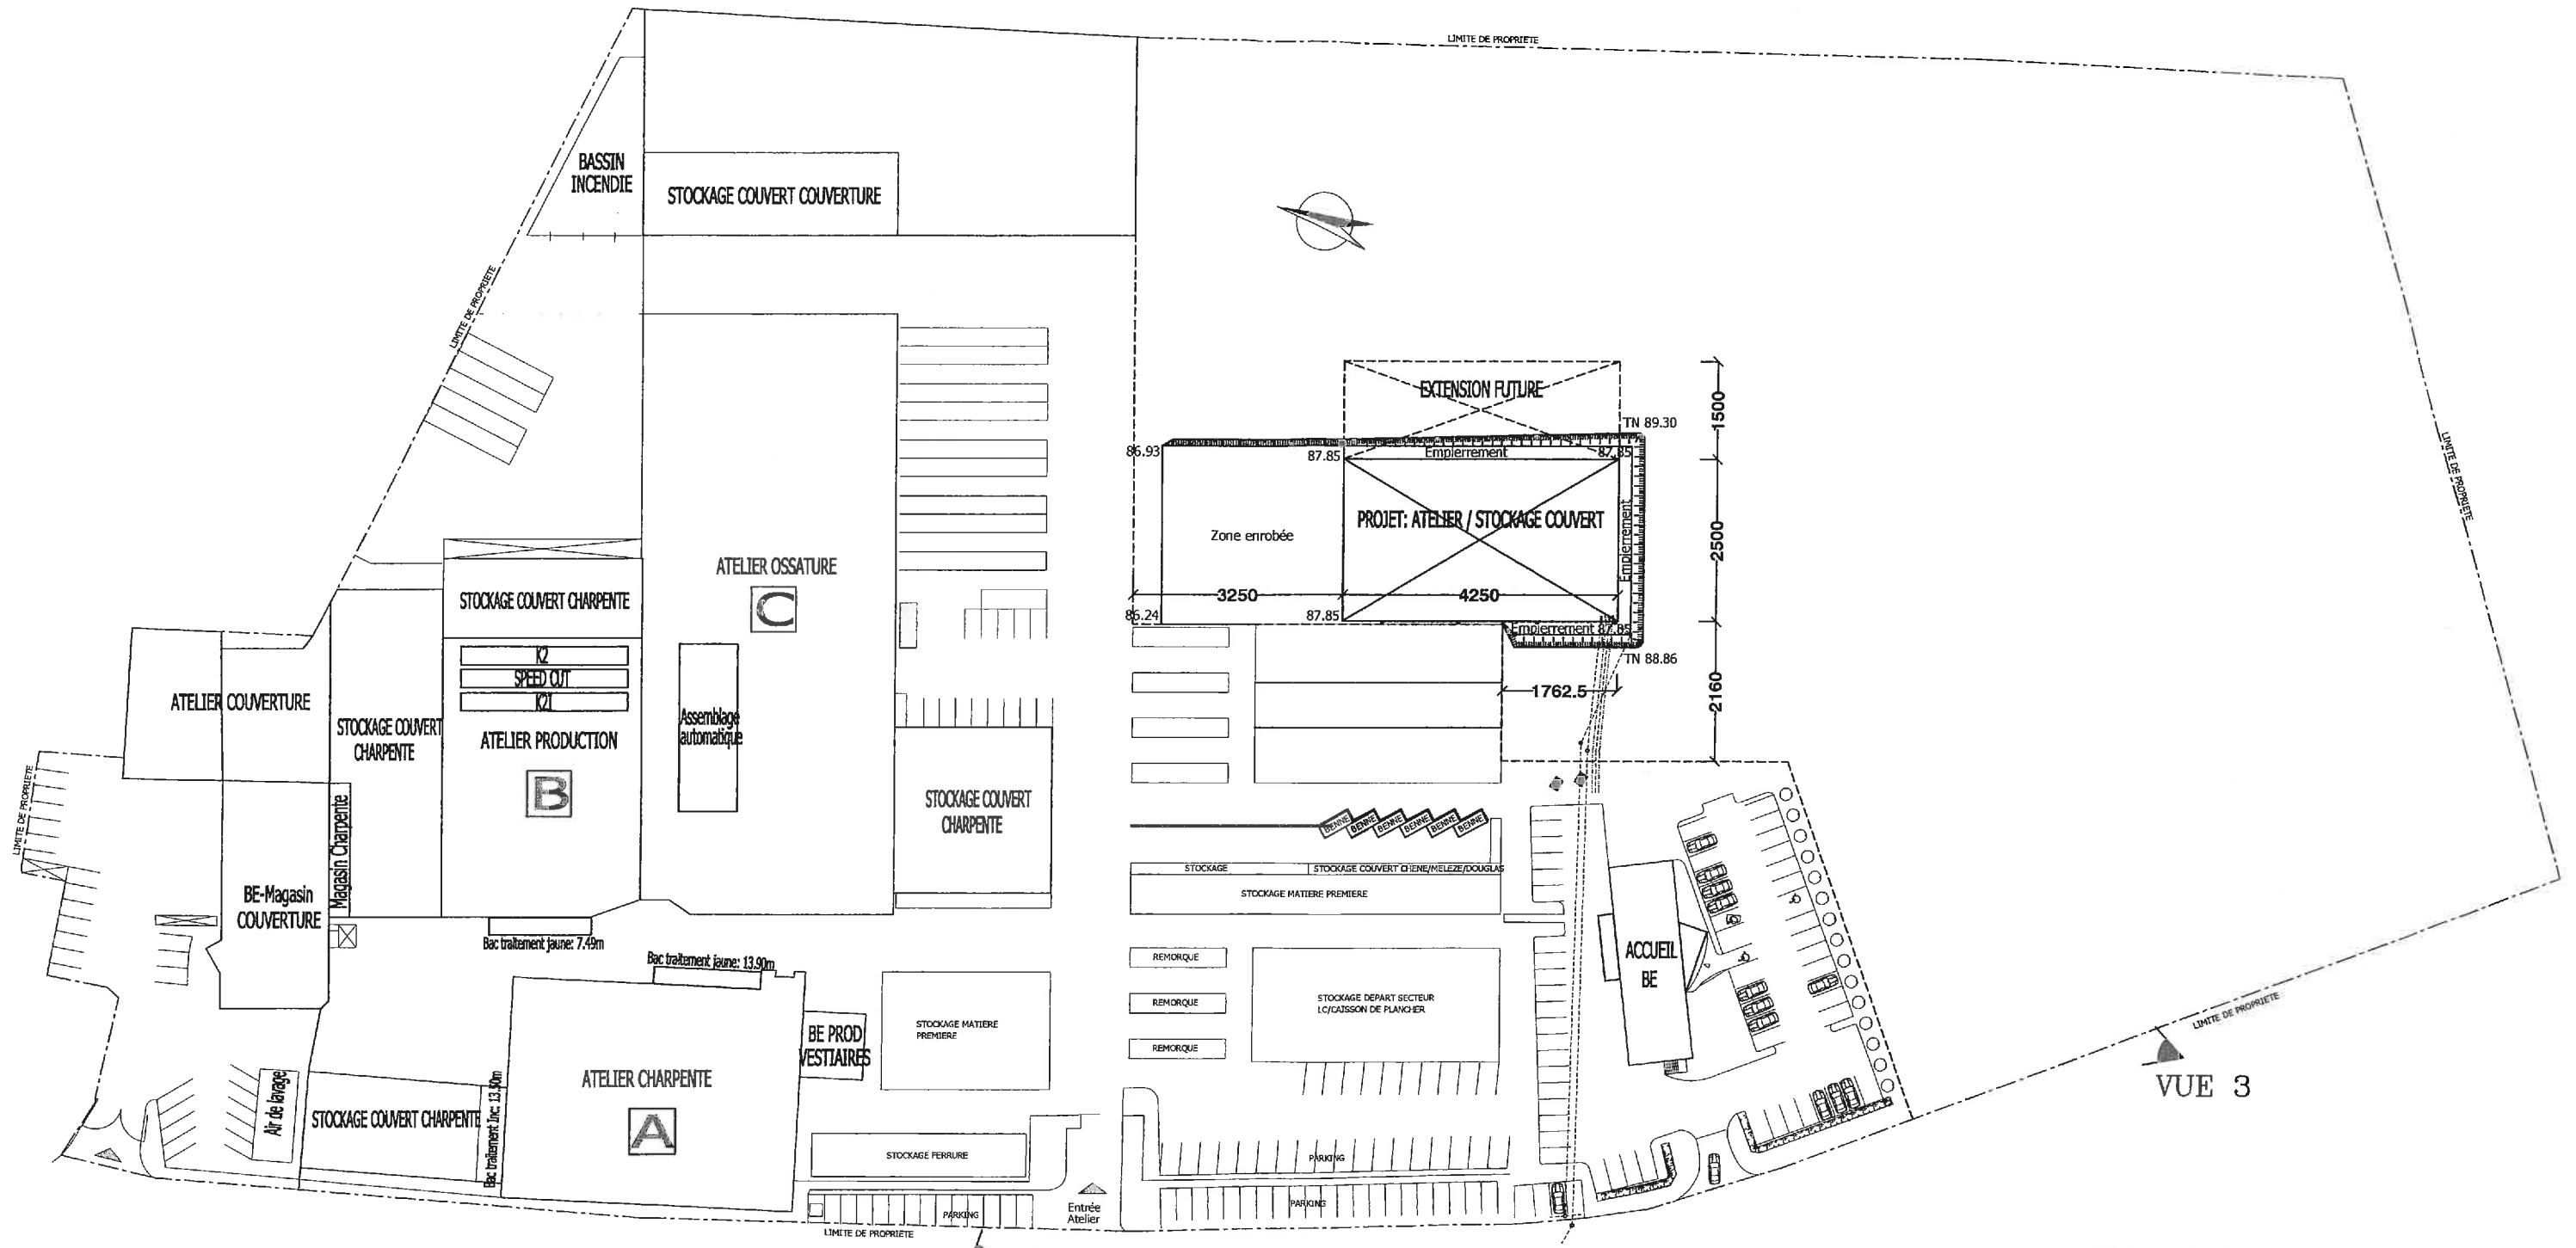 LIMITE DE PROPRIETE
BASSIN
INCENDIE
STOCKAGE COUVERT COUVERTURE
LIMITE DE PROPRIETE
EXTENSION FUTURE
1500
TN 89.30
86.93
87.85
Empierrement
87.85
LIMITE DE PROPRIETE
Zone enrobée
PROJET: ATELIER / STOCKAGE COUVERT
Empierrement
2500
ATELIER OSSATURE
C
STOCKAGE COUVERT CHARPENTE
3250
4250
86.24
87.85
Empierrement 87.85
TN 88.86
K2
SPEED CUT
K2I
1762.5
2160
ATELIER COUVERTURE
STOCKAGE COUVERT
CHARPENTE
ATELIER PRODUCTION
B
Assemblage
automatique
STOCKAGE COUVERT
CHARPENTE
LIMITE DE PROPRIETE
Magasin Charpente
BENNE
BENNE
BENNE
BENNE
BENNE
BENNE
STOCKAGE
STOCKAGE COUVERT CHENE/MELEZE/DOUGLAS
STOCKAGE MATIERE PREMIERE
BE-Magasin
COUVERTURE
Bac traitement jaune: 7.49m
Bac traitement jaune: 13.90m
REMORQUE
REMORQUE
REMORQUE
STOCKAGE DEPART SECTEUR
LC/CAISSON DE PLANCHER
ACCUEIL
BE
STOCKAGE MATIERE
PREMIERE
BE PROD
VESTIAIRES
ATELIER CHARPENTE
A
Air de lavage
STOCKAGE COUVERT CHARPENTE
Bac traitement Inc: 13.50m
STOCKAGE FERRURE
PARKING
PARKING
PARKING
Entrée
Atelier
LIMITE DE PROPRIETE
LIMITE DE PROPRIETE
VUE 3